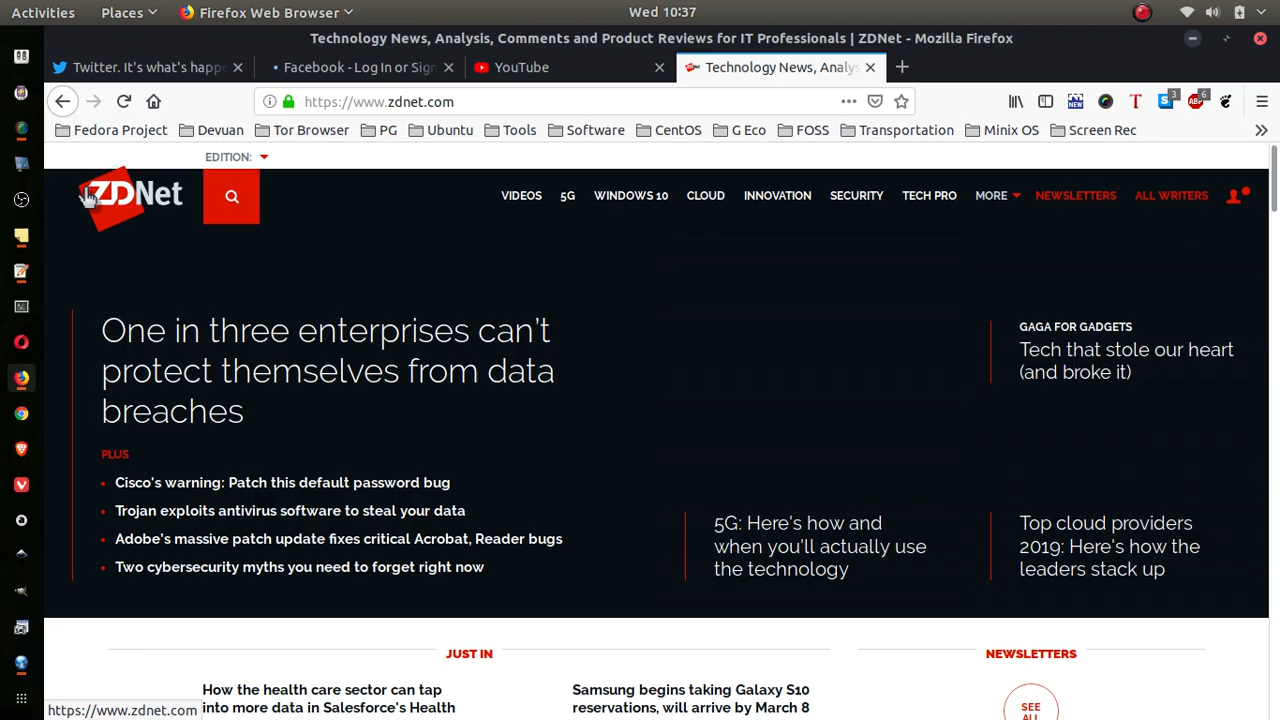 Activities Places Firefox Web Browser Wed 10:37
Technology News, Analysis, Comments and Product Reviews for IT Professionals | ZDNet - Mozilla Firefox
Twitter. It's what's happe Facebook - Log In or Sign YouTube Technology News, Analys
https://www.zdnet.com 3 ABP 6
Fedora Project Devuan Tor Browser PG Ubuntu Tools Software CentOS G Eco FOSS Transportation Minix OS Screen Rec
EDITION:
ZDNet VIDEOS 5G WINDOWS 10 CLOUD INNOVATION SECURITY TECH PRO MORE NEWSLETTERS ALL WRITERS
One in three enterprises can’t
protect themselves from data
breaches
PLUS
Cisco's warning: Patch this default password bug
Trojan exploits antivirus software to steal your data
Adobe's massive patch update fixes critical Acrobat, Reader bugs
Two cybersecurity myths you need to forget right now
GAGA FOR GADGETS
Tech that stole our heart
(and broke it)
5G: Here's how and
when you'll actually use
the technology
Top cloud providers
2019: Here's how the
leaders stack up
JUST IN
How the health care sector can tap
into more data in Salesforce's Health
Samsung begins taking Galaxy S10
reservations, will arrive by March 8
NEWSLETTERS
SEE
ALL
https://www.zdnet.com